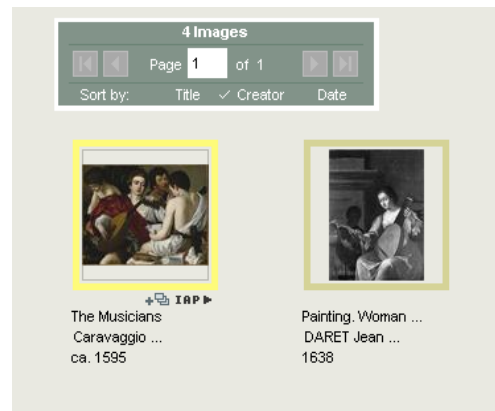 4 Images
Page 1 of 1
Sort by: Title ✓ Creator Date
IAP
The Musicians
Caravaggio ...
ca. 1595
Painting. Woman ...
DARET Jean ...
1638